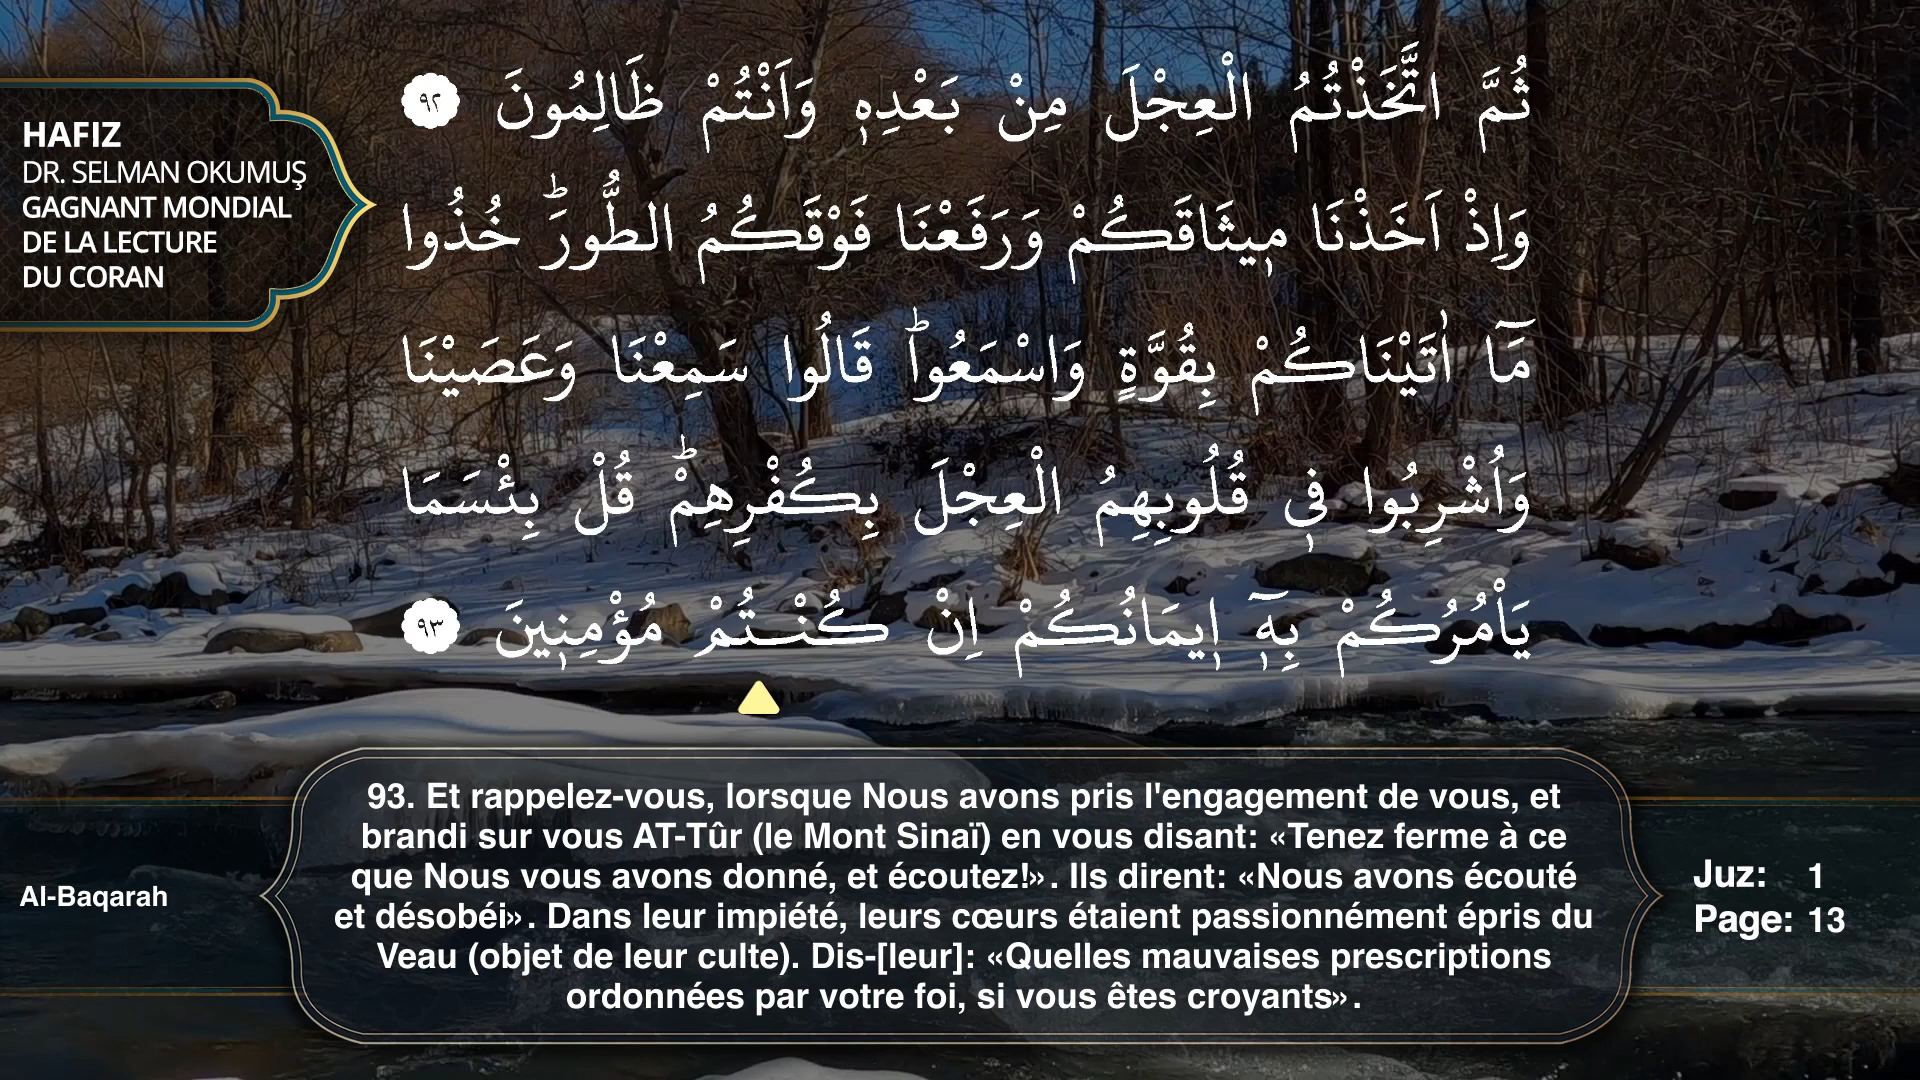 HAFIZ
DR. SELMAN OKUMUŞ
GAGNANT MONDIAL
DE LA LECTURE
DU CORAN
ثُمَّ اتَّخَذْتُمُ الْعِجْلَ مِنْ بَعْدِهٖ وَاَنْتُمْ ظَالِمُونَ ﴿٩٢﴾
وَاِذْ اَخَذْنَا مٖيثَاقَكُمْ وَرَفَعْنَا فَوْقَكُمُ الطُّورَؕ خُذُوا
مَٓا اٰتَيْنَاكُمْ بِقُوَّةٍ وَاسْمَعُواؕ قَالُوا سَمِعْنَا وَعَصَيْنَا
وَاُشْرِبُوا فٖي قُلُوبِهِمُ الْعِجْلَ بِكُفْرِهِمْؕ قُلْ بِئْسَمَا
يَاْمُرُكُمْ بِهٖٓ اٖيمَانُكُمْ اِنْ كُنْـتُمْ مُؤْمِنٖينَ ﴿٩٣﴾
93. Et rappelez-vous, lorsque Nous avons pris l'engagement de vous, et
brandi sur vous AT-Tûr (le Mont Sinaï) en vous disant: «Tenez ferme à ce
que Nous vous avons donné, et écoutez!». Ils dirent: «Nous avons écouté
et désobéi». Dans leur impiété, leurs cœurs étaient passionnément épris du
Veau (objet de leur culte). Dis-[leur]: «Quelles mauvaises prescriptions
ordonnées par votre foi, si vous êtes croyants».
Al-Baqarah
Juz: 1
Page: 13